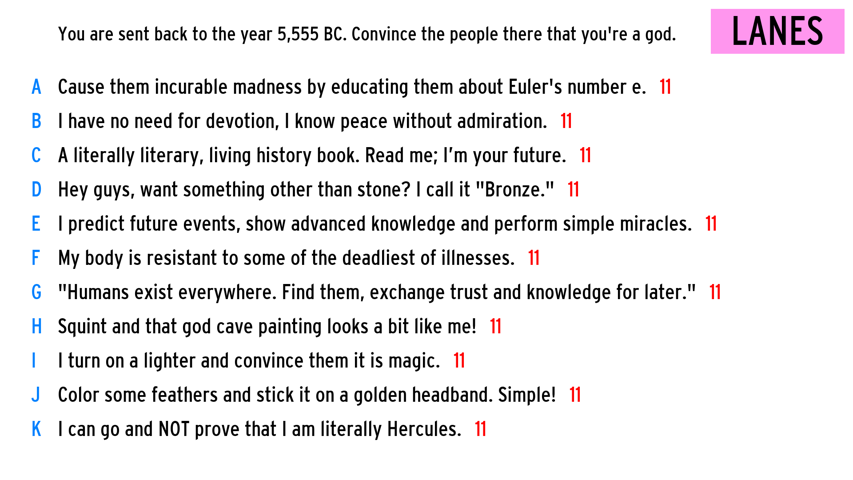 You are sent back to the year 5,555 BC. Convince the people there that you're a god.
LANES
A Cause them incurable madness by educating them about Euler's number e. 11
B I have no need for devotion, I know peace without admiration. 11
C A literally literary, living history book. Read me; I’m your future. 11
D Hey guys, want something other than stone? I call it "Bronze." 11
E I predict future events, show advanced knowledge and perform simple miracles. 11
F My body is resistant to some of the deadliest of illnesses. 11
G "Humans exist everywhere. Find them, exchange trust and knowledge for later." 11
H Squint and that god cave painting looks a bit like me! 11
I I turn on a lighter and convince them it is magic. 11
J Color some feathers and stick it on a golden headband. Simple! 11
K I can go and NOT prove that I am literally Hercules. 11